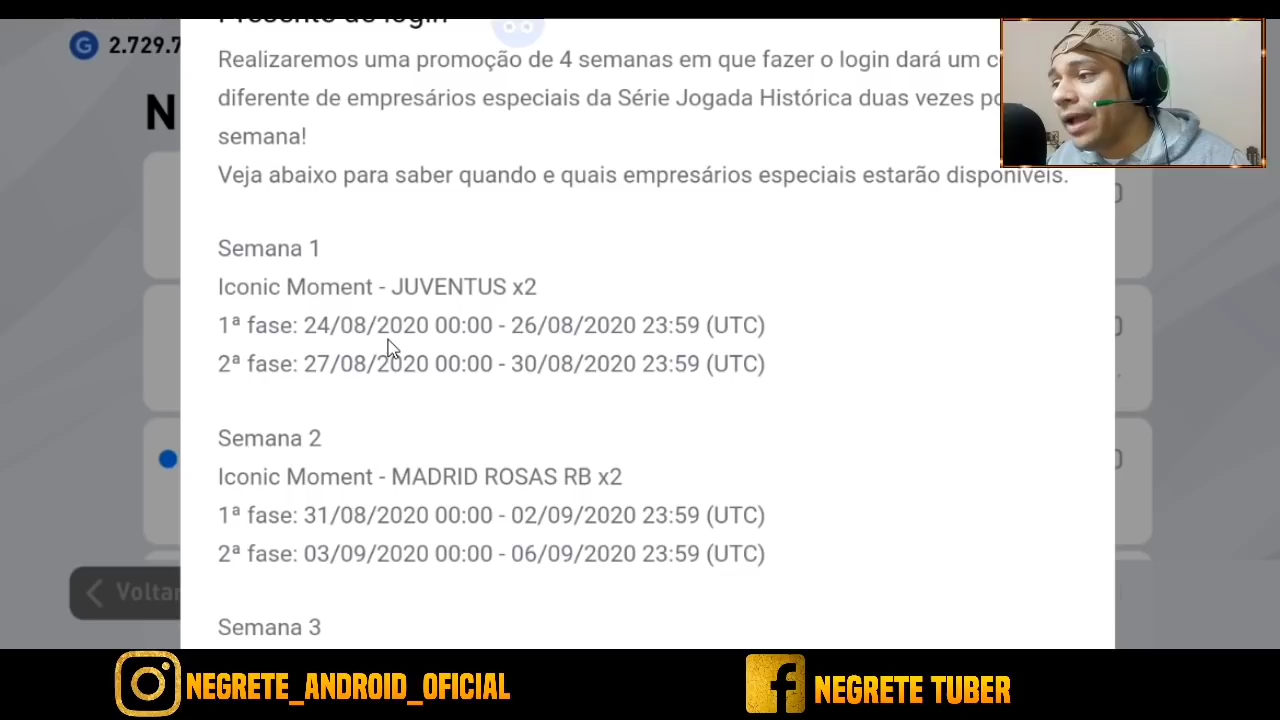 2.729.7
Presente de login
N
Realizaremos uma promoção de 4 semanas em que fazer o login dará um c
diferente de empresários especiais da Série Jogada Histórica duas vezes po
semana!
Veja abaixo para saber quando e quais empresários especiais estarão disponíveis.
Semana 1
Iconic Moment - JUVENTUS x2
1ª fase: 24/08/2020 00:00 - 26/08/2020 23:59 (UTC)
2ª fase: 27/08/2020 00:00 - 30/08/2020 23:59 (UTC)
Semana 2
Iconic Moment - MADRID ROSAS RB x2
1ª fase: 31/08/2020 00:00 - 02/09/2020 23:59 (UTC)
2ª fase: 03/09/2020 00:00 - 06/09/2020 23:59 (UTC)
Voltar
Semana 3
NEGRETE_ANDROID_OFICIAL
NEGRETE TUBER